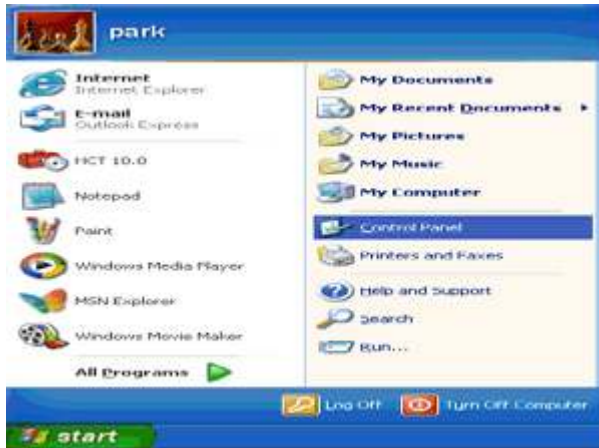 park
Internet
Internet Explorer
E-mail
Outlook Express
HCT 10.0
Notepad
Paint
Windows Media Player
MSN Explorer
Windows Movie Maker
All Programs
My Documents
My Recent Documents
My Pictures
My Music
My Computer
Control Panel
Printers and Faxes
Help and Support
Search
Run...
Log Off
Turn Off Computer
start